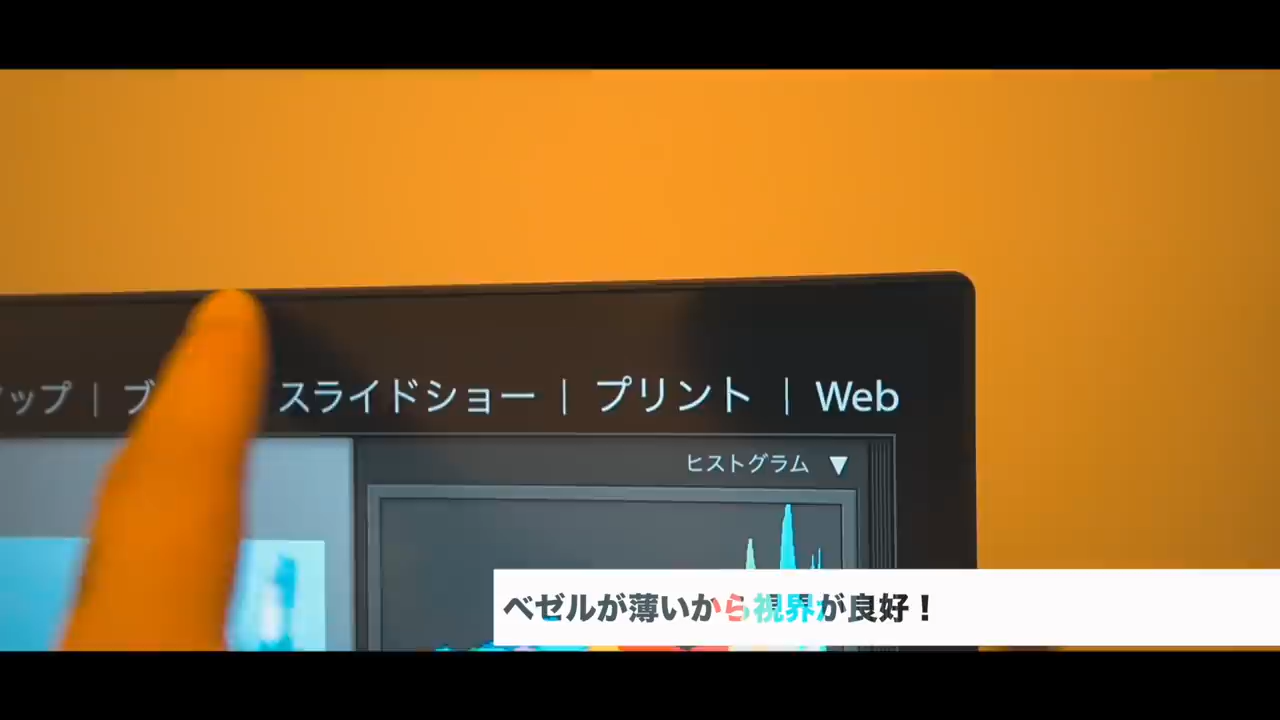 ップ | ブ スライドショー | プリント | Web
ヒストグラム ▼
ベゼルが薄いから視界が良好！